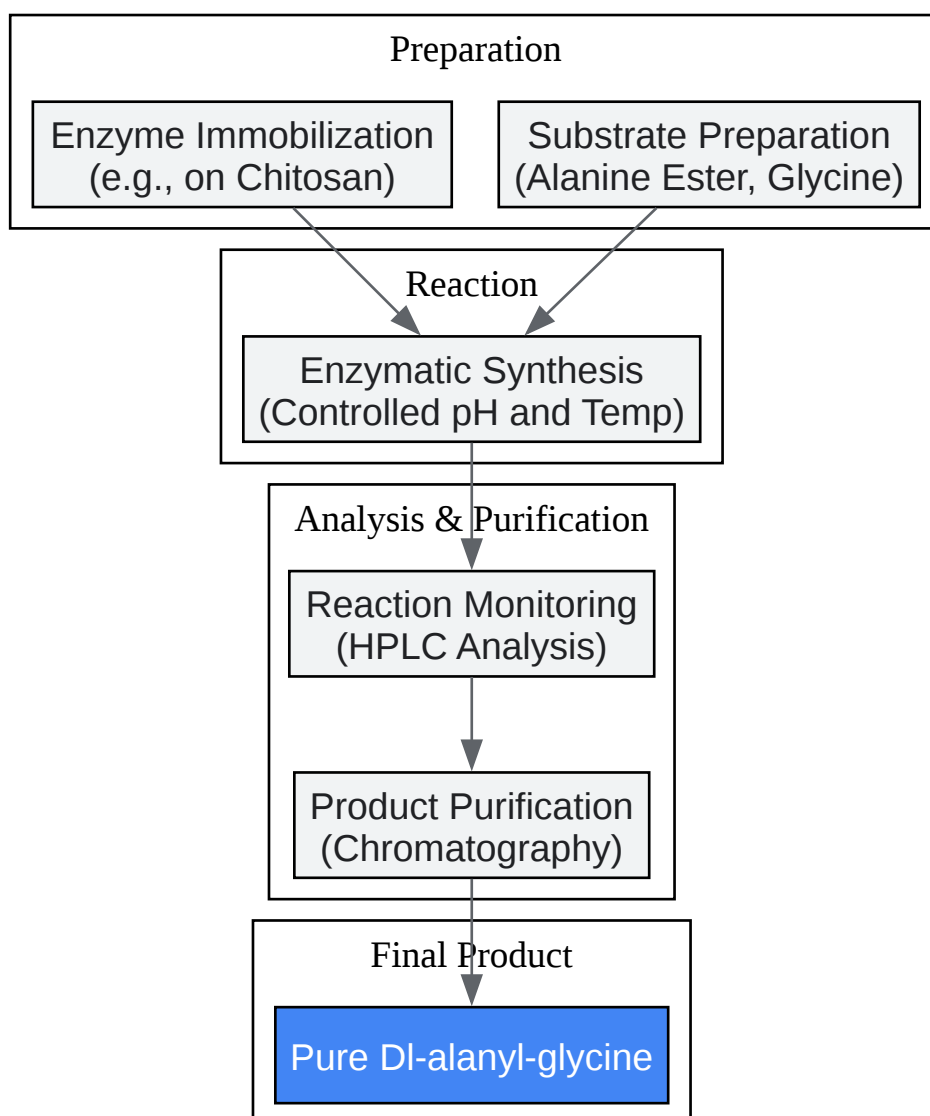 Preparation
Enzyme Immobilization
(e.g., on Chitosan)
Substrate Preparation
(Alanine Ester, Glycine)
Reaction
Enzymatic Synthesis
(Controlled pH and Temp)
Analysis & Purification
Reaction Monitoring
(HPLC Analysis)
Product Purification
(Chromatography)
Final Product
Pure Dl-alanyl-glycine